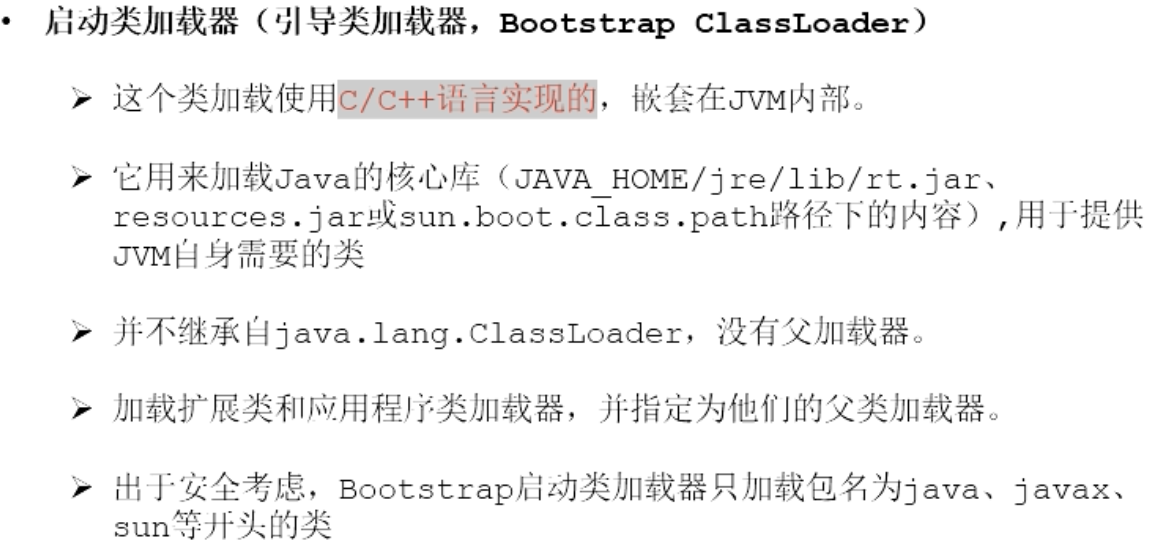 • 启动类加载器（引导类加载器，Bootstrap ClassLoader）
➢ 这个类加载使用C/C++语言实现的，嵌套在JVM内部。
➢ 它用来加载Java的核心库（JAVA_HOME/jre/lib/rt.jar、
resources.jar或sun.boot.class.path路径下的内容）,用于提供
JVM自身需要的类
➢ 并不继承自java.lang.ClassLoader，没有父加载器。
➢ 加载扩展类和应用程序类加载器，并指定为他们的父类加载器。
➢ 出于安全考虑，Bootstrap启动类加载器只加载包名为java、javax、
sun等开头的类